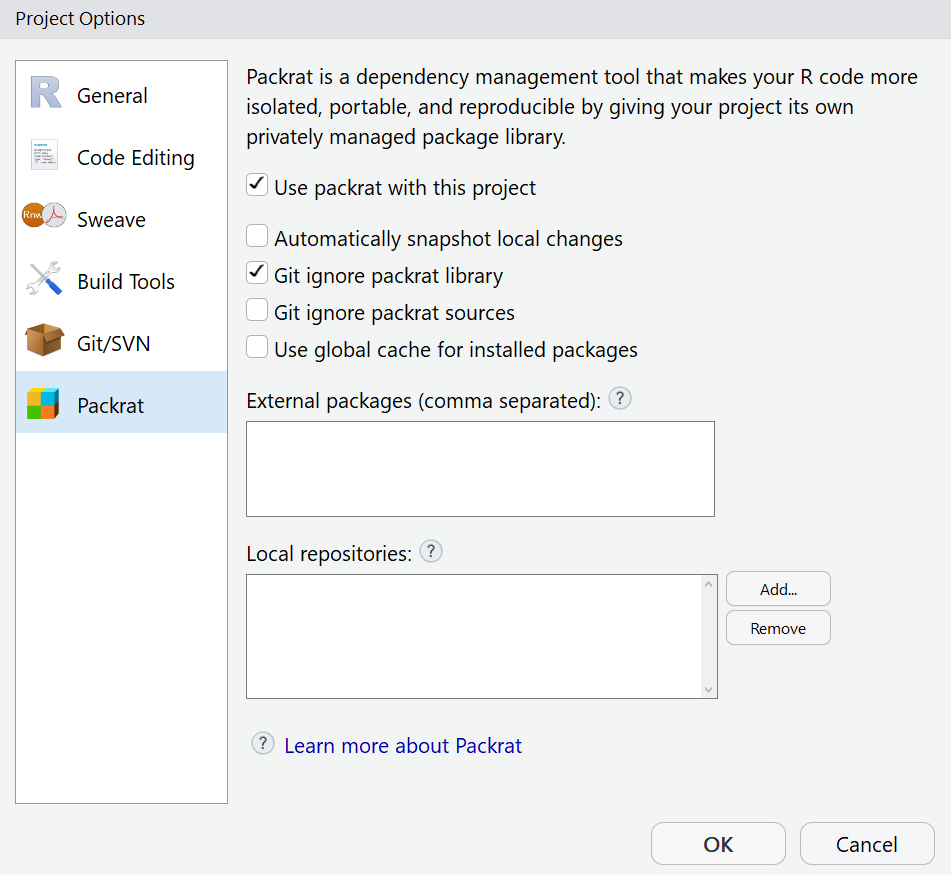 Project Options
General
Code Editing
Rnw
Sweave
Build Tools
Git/SVN
Packrat
Packrat is a dependency management tool that makes your R code more
isolated, portable, and reproducible by giving your project its own
privately managed package library.
Use packrat with this project
Automatically snapshot local changes
Git ignore packrat library
Git ignore packrat sources
Use global cache for installed packages
External packages (comma separated): ?
Local repositories: ?
Add...
Remove
? Learn more about Packrat
OK
Cancel